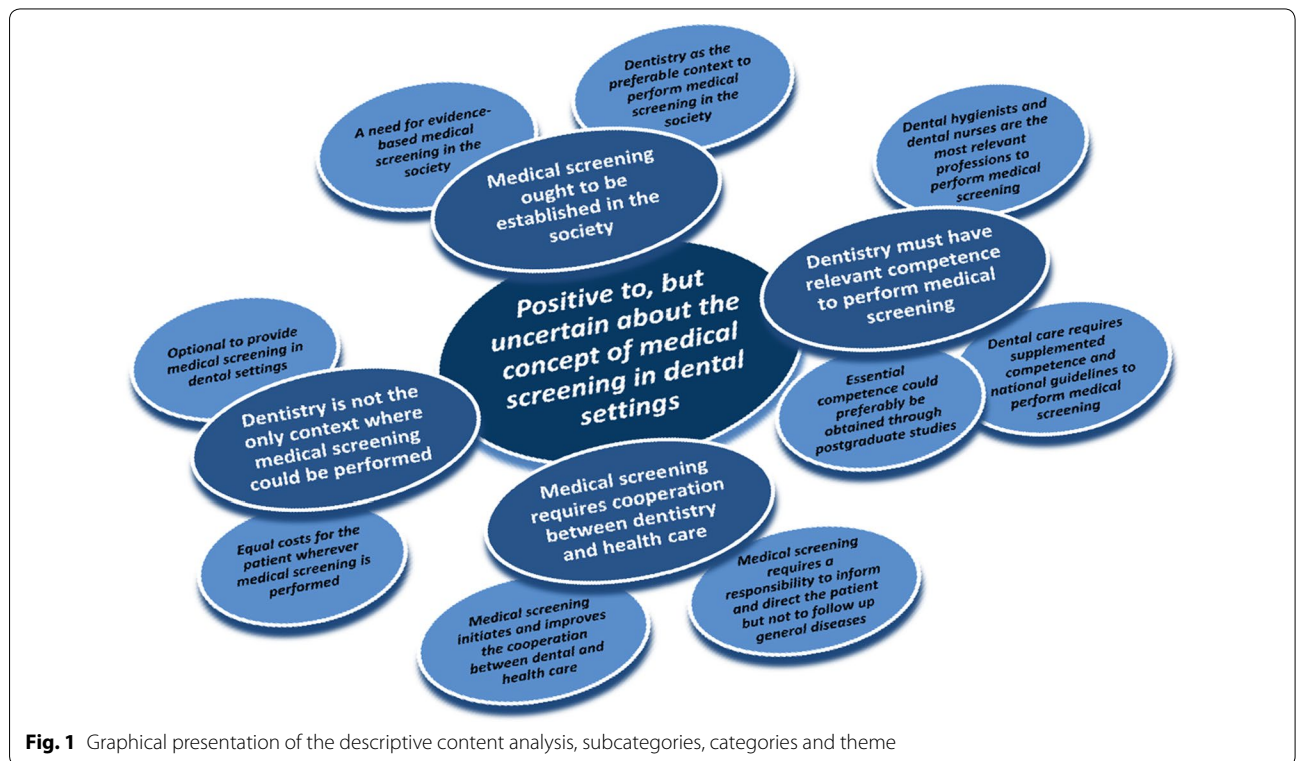 Dentistry as the
preferable context to
perform medical
screening in the
society
A need for evidence-
based medical
screening in the
society
Medical screening
ought to be
established in the
society
Dental hygienists and
dental nurses are the
most relevant
professions to
perform medical
screening
Dentistry must have
relevant competence
to perform medical
screening
Positive to, but
uncertain about the
concept of medical
screening in dental
settings
Optional to provide
medical screening in
dental settings
Dentistry is not the
only context where
medical screening
could be performed
Essential
competence could
preferably be
obtained through
postgraduate studies
Dental care requires
supplemented
competence and
national guidelines to
perform medical
screening
Medical screening
requires cooperation
between dentistry
and health care
Equal costs for the
patient wherever
medical screening is
performed
Medical screening
initiates and improves
the cooperation
between dental and
health care
Medical screening
requires a
responsibility to inform
and direct the patient
but not to follow up
general diseases
Fig. 1 Graphical presentation of the descriptive content analysis, subcategories, categories and theme